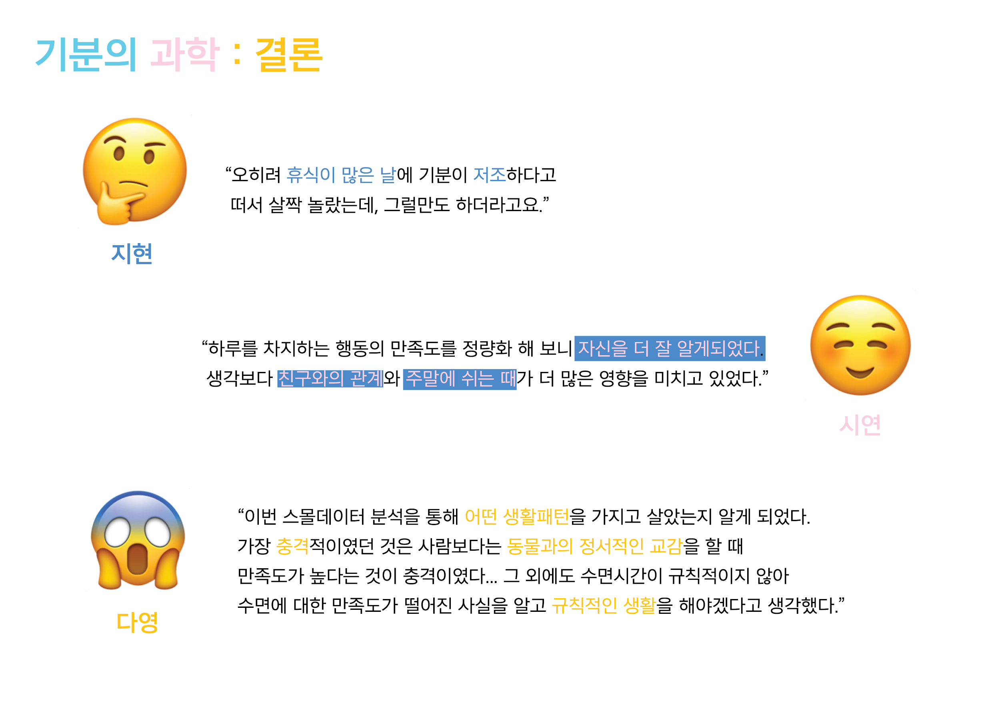 기분의 과학 : 결론
“오히려 휴식이 많은 날에 기분이 저조하다고
떠서 살짝 놀랐는데, 그럴만도 하더라고요.”
지현
“하루를 차지하는 행동의 만족도를 정량화 해 보니 자신을 더 잘 알게되었다.
생각보다 친구와의 관계와 주말에 쉬는 때가 더 많은 영향을 미치고 있었다.”
시연
“이번 스몰데이터 분석을 통해 어떤 생활패턴을 가지고 살았는지 알게 되었다.
가장 충격적이였던 것은 사람보다는 동물과의 정서적인 교감을 할 때
만족도가 높다는 것이 충격이였다... 그 외에도 수면시간이 규칙적이지 않아
수면에 대한 만족도가 떨어진 사실을 알고 규칙적인 생활을 해야겠다고 생각했다.”
다영